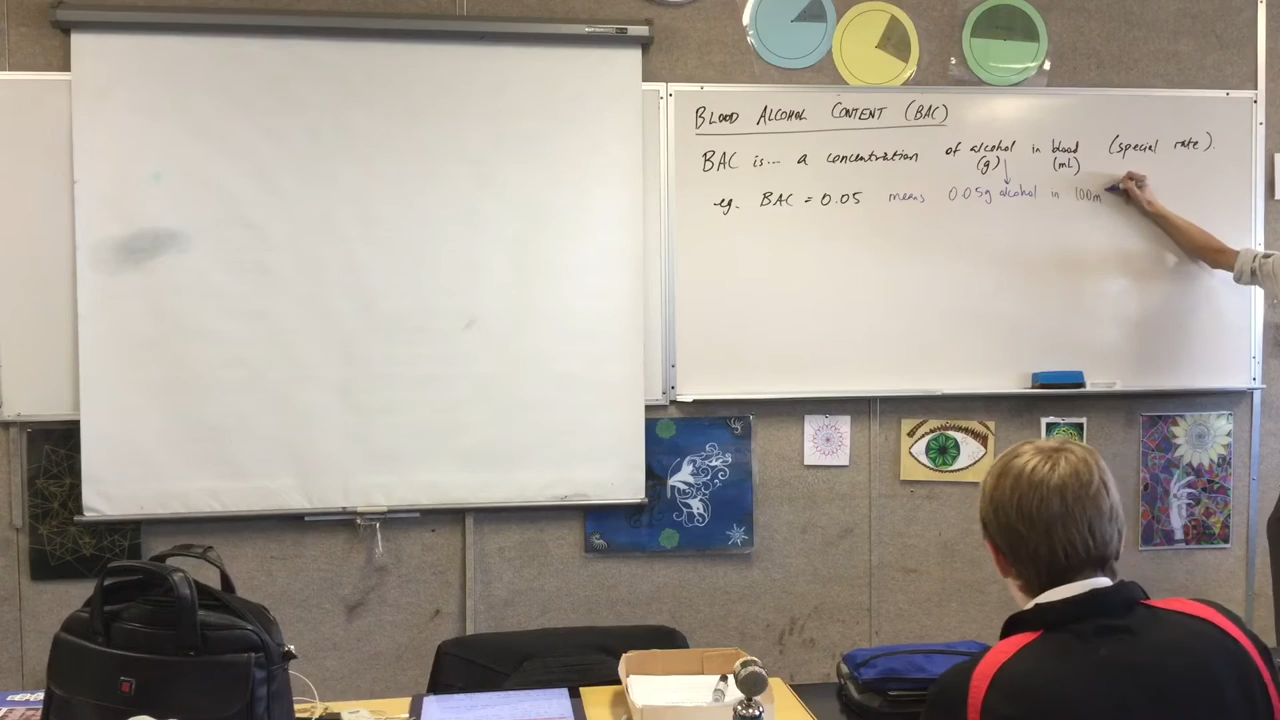 BLOOD ALCOHOL CONTENT (BAC)
BAC is... a concentration of alcohol in blood (special rate).
(g) (mL)
eg. BAC = 0.05 means 0.05g alcohol in 100m